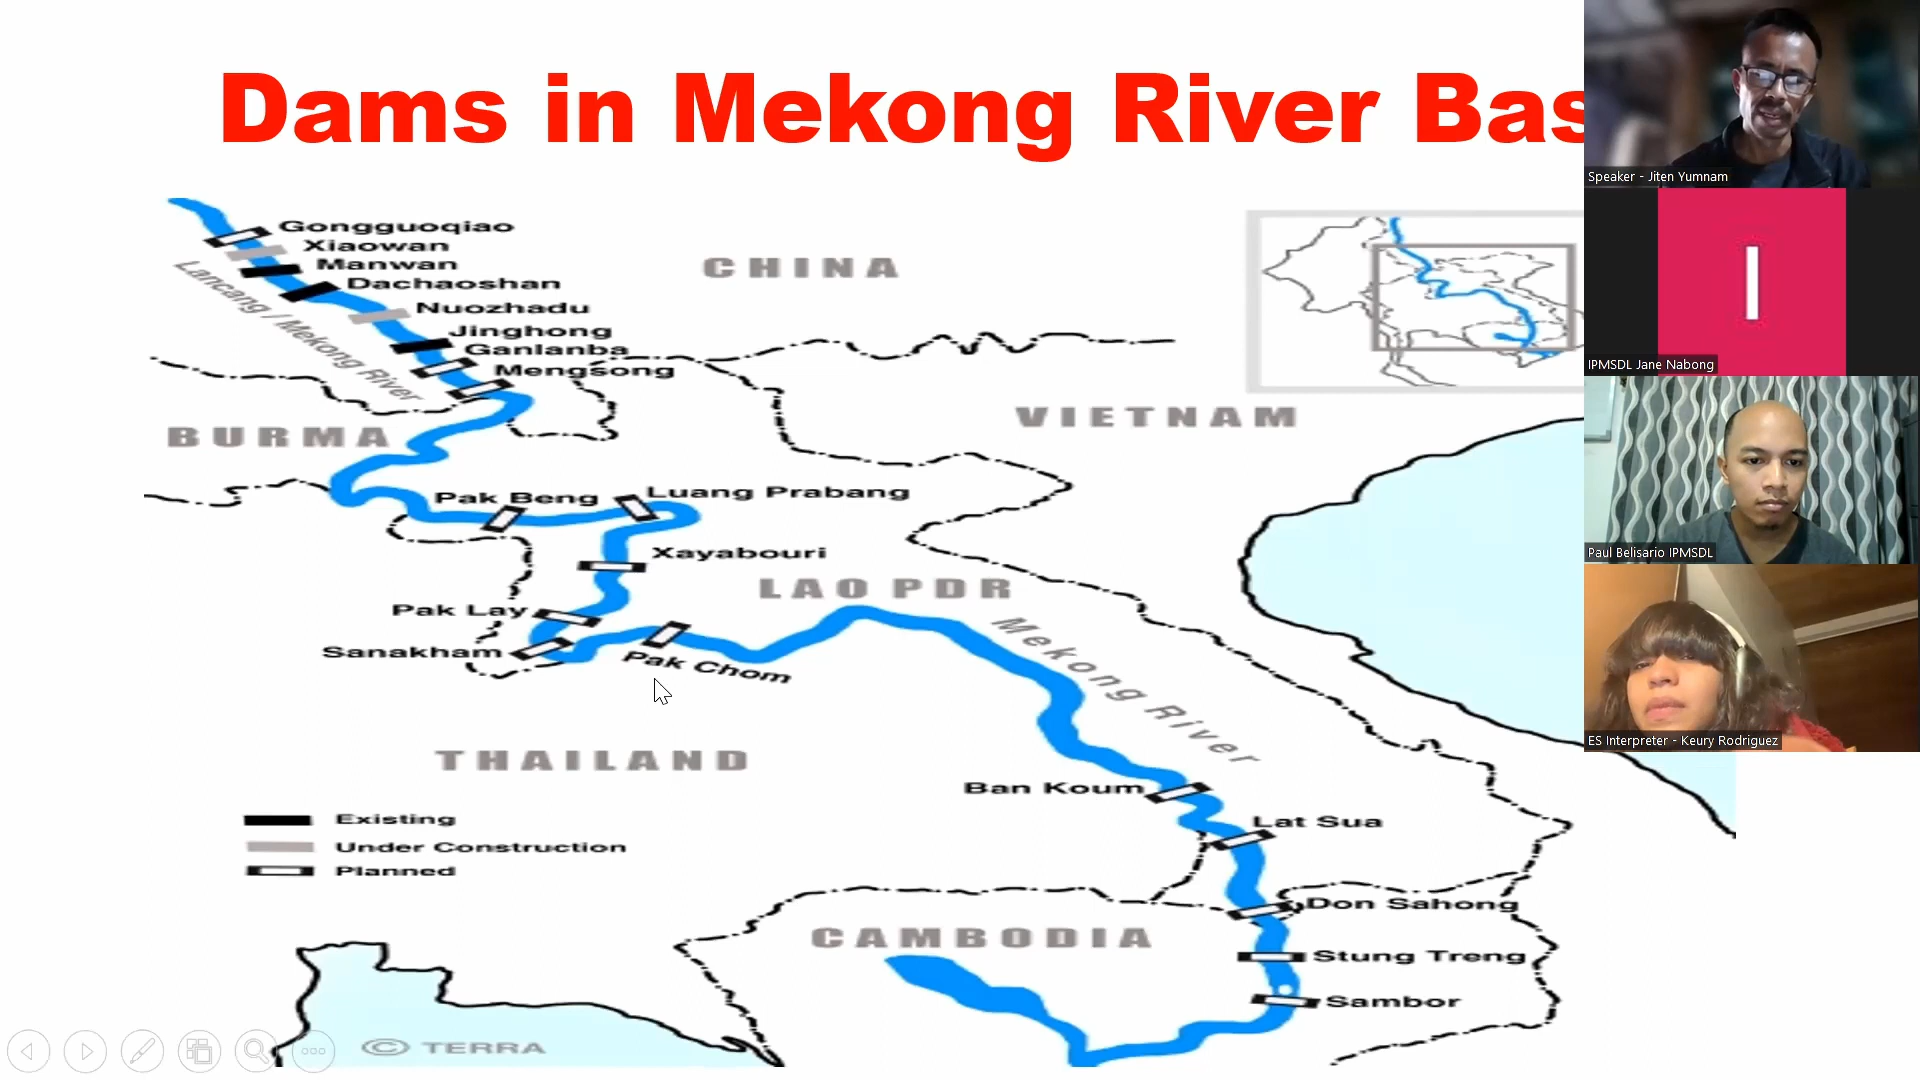 Dams in Mekong River Bas
Gongguoqiao
Xiaowan
Manwan
Dachaoshan
Nuozhadu
Jinghong
Ganlanba
Mengsong
Lancang / Mekong River
CHINA
VIETNAM
BURMA
Pak Beng
Luang Prabang
Xayabouri
LAO PDR
Pak Lay
Sanakham
Pak Chom
Mekong River
THAILAND
Ban Koum
Lat Sua
Existing
Under Construction
Planned
Don Sahong
CAMBODIA
Stung Treng
Sambor
© TERRA
Speaker - Jiten Yumnam
I
IPMSDL Jane Nabong
Paul Belisario IPMSDL
ES Interpreter - Keury Rodriguez